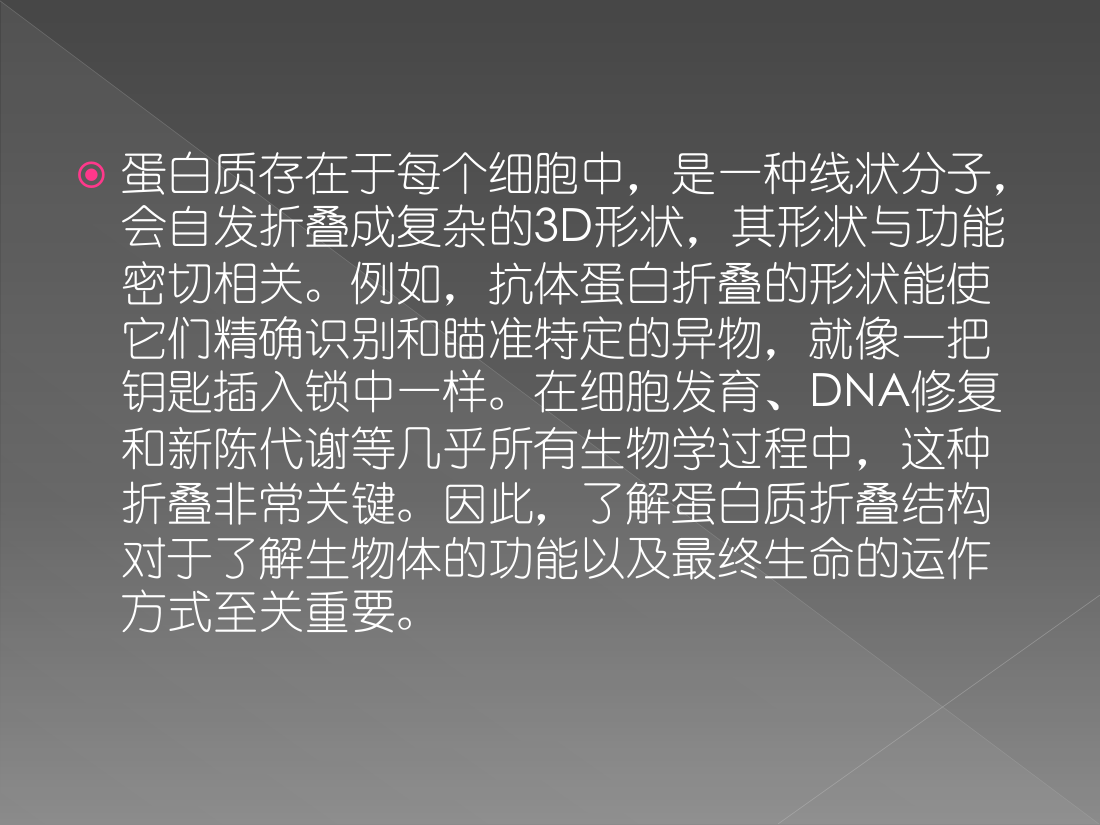 蛋白质存在于每个细胞中，是一种线状分子，
会自发折叠成复杂的3D形状，其形状与功能
密切相关。例如，抗体蛋白折叠的形状能使
它们精确识别和瞄准特定的异物，就像一把
钥匙插入锁中一样。在细胞发育、DNA修复
和新陈代谢等几乎所有生物学过程中，这种
折叠非常关键。因此，了解蛋白质折叠结构
对于了解生物体的功能以及最终生命的运作
方式至关重要。